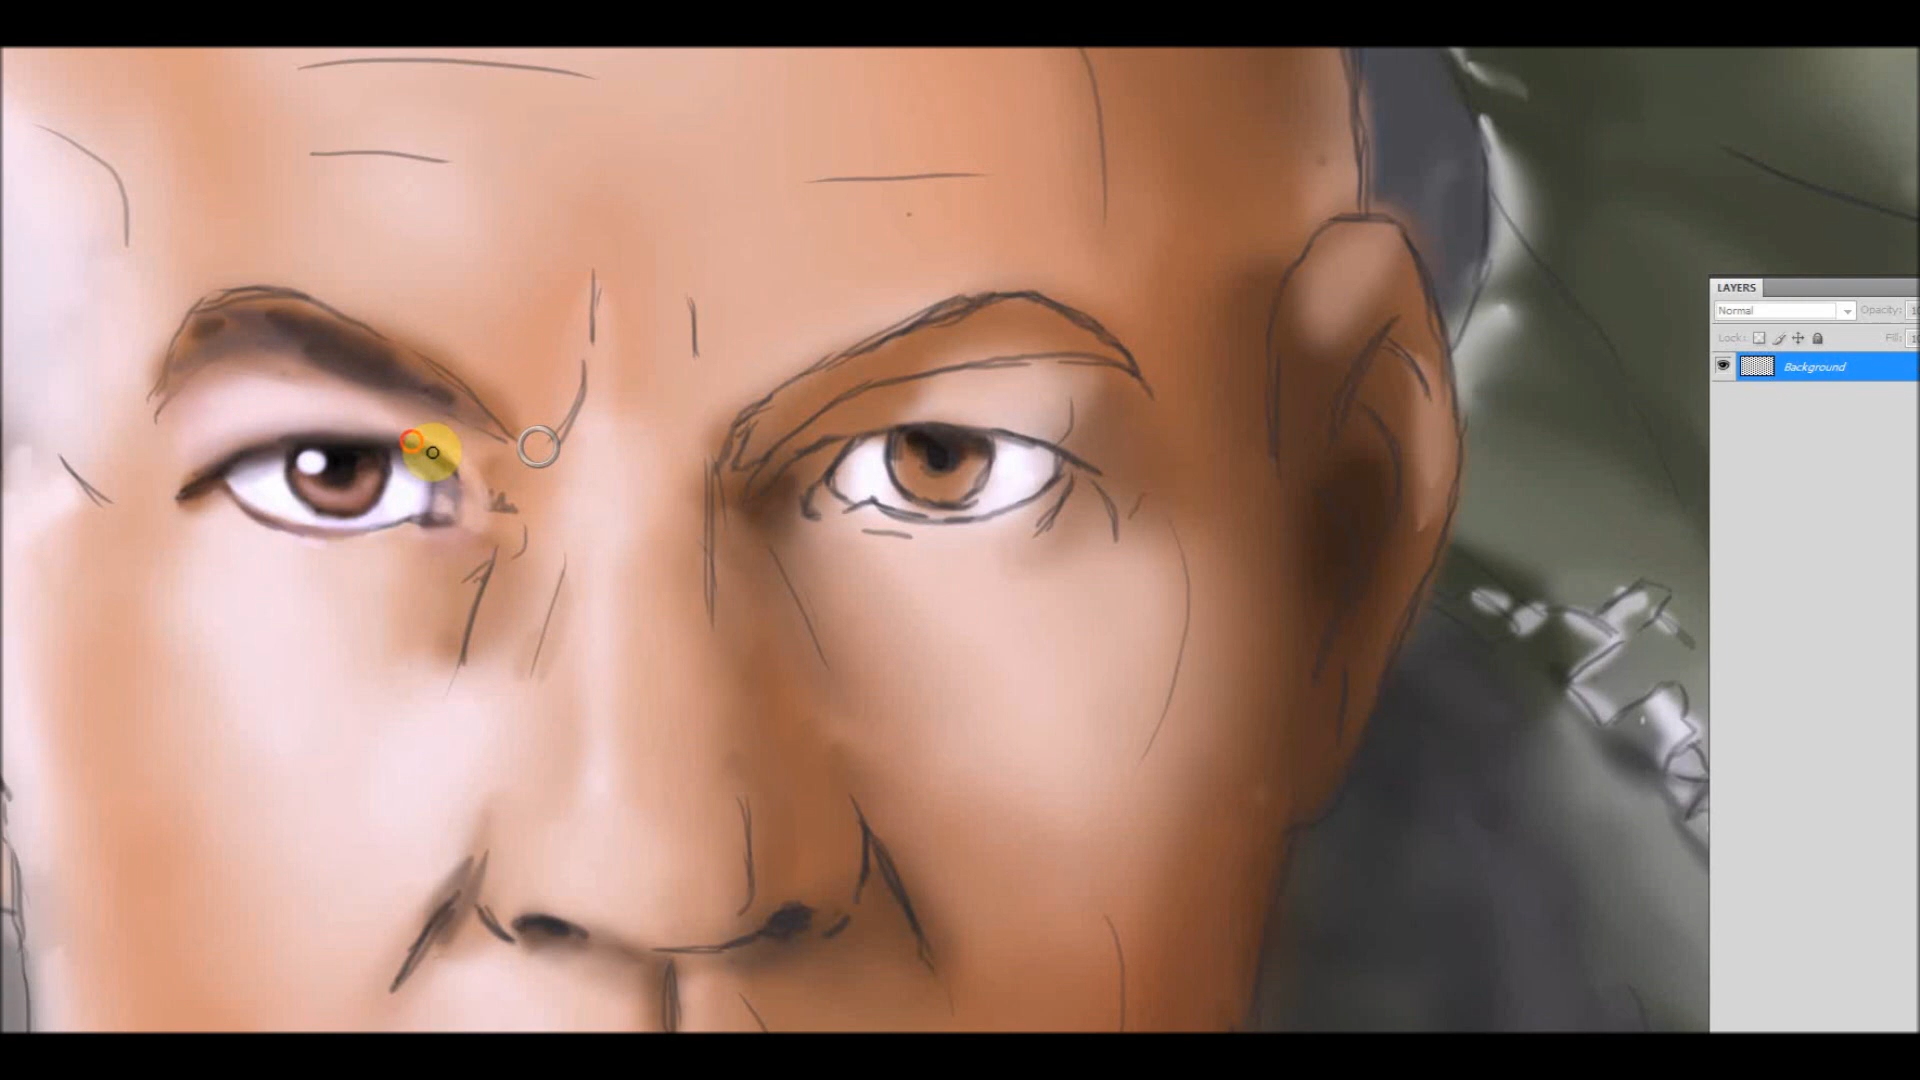 LAYERS
Normal
Opacity:
Lock:
Fill:
Background